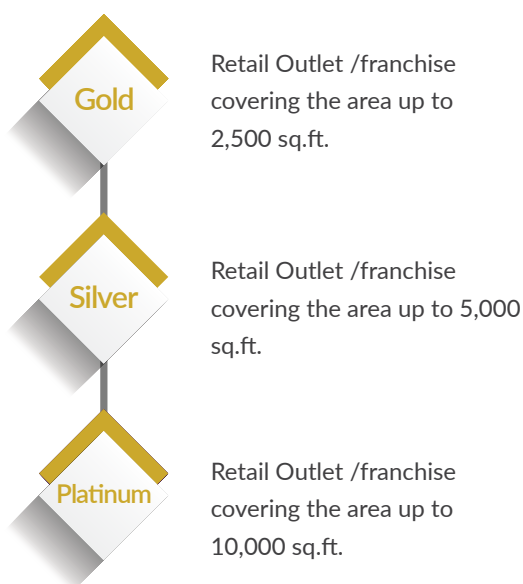 Gold
Retail Outlet /franchise
covering the area up to
2,500 sq.ft.
Silver
Retail Outlet /franchise
covering the area up to 5,000
sq.ft.
Platinum
Retail Outlet /franchise
covering the area up to
10,000 sq.ft.